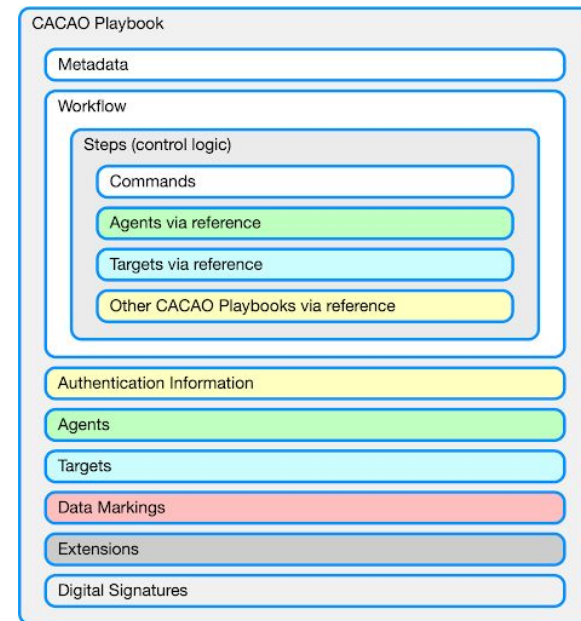 CACAO Playbook
Metadata
Workflow
Steps (control logic)
Commands
Agents via reference
Targets via reference
Other CACAO Playbooks via reference
Authentication Information
Agents
Targets
Data Markings
Extensions
Digital Signatures